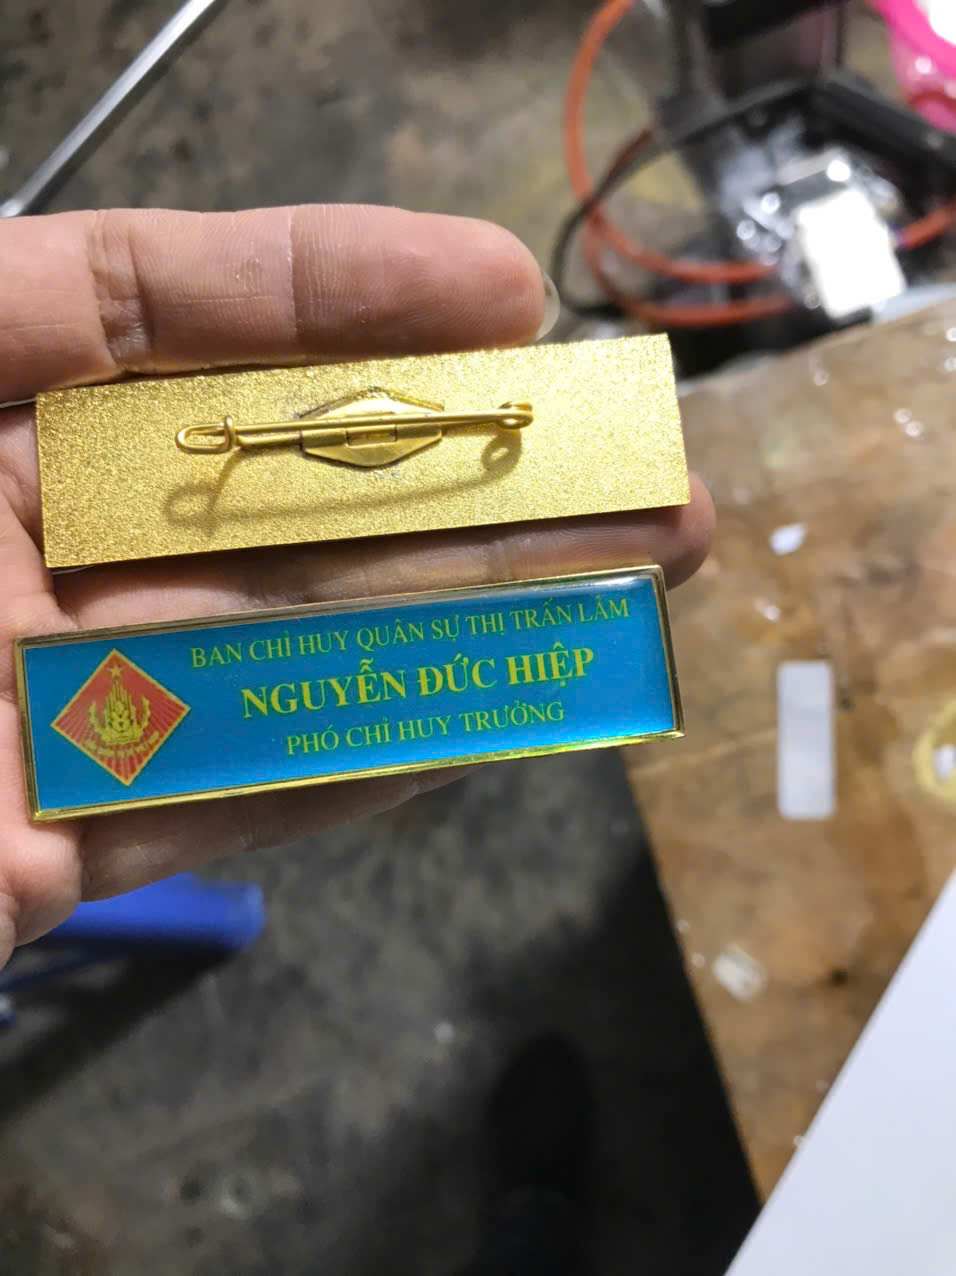 BAN CHỈ HUY QUÂN SỰ THỊ TRẤN LÂM
NGUYỄN ĐỨC HIỆP
PHÓ CHỈ HUY TRƯỞNG